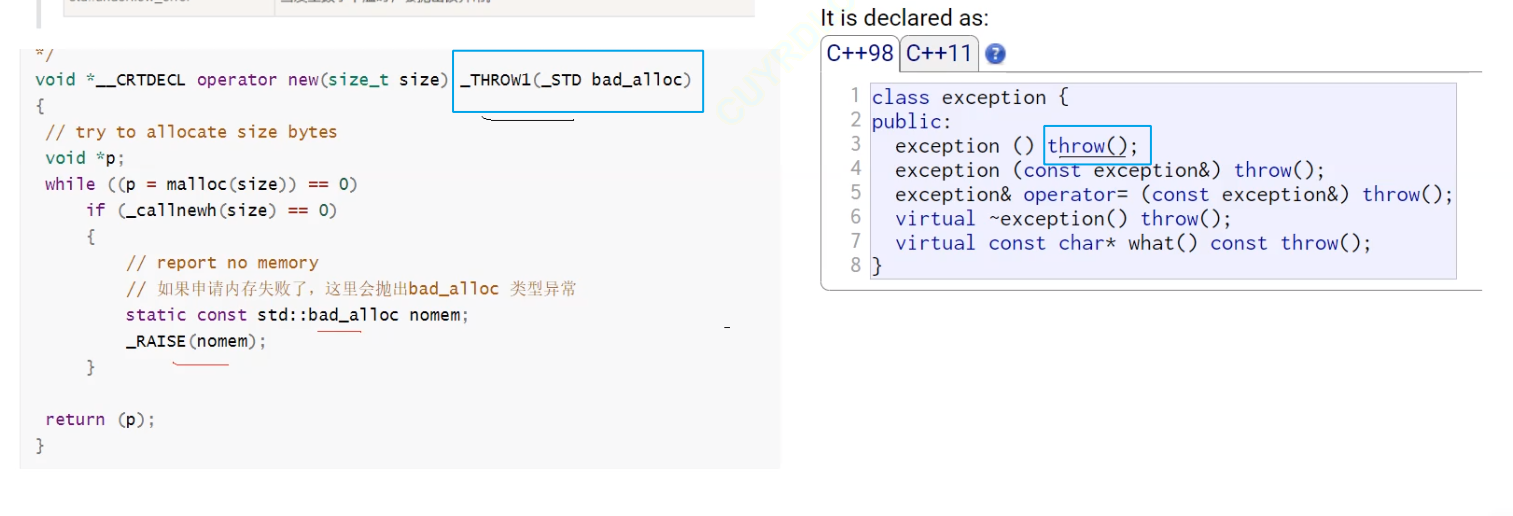 */
void *__CRTDECL operator new(size_t size) _THROW1(_STD bad_alloc)
{
// try to allocate size bytes
void *p;
while ((p = malloc(size)) == 0)
if (_callnewh(size) == 0)
{
// report no memory
// 如果申请内存失败了，这里会抛出bad_alloc 类型异常
static const std::bad_alloc nomem;
_RAISE(nomem);
}
return (p);
}
It is declared as:
C++98 C++11 ?
1 class exception {
2 public:
3 exception () throw();
4 exception (const exception&) throw();
5 exception& operator= (const exception&) throw();
6 virtual ~exception() throw();
7 virtual const char* what() const throw();
8 }